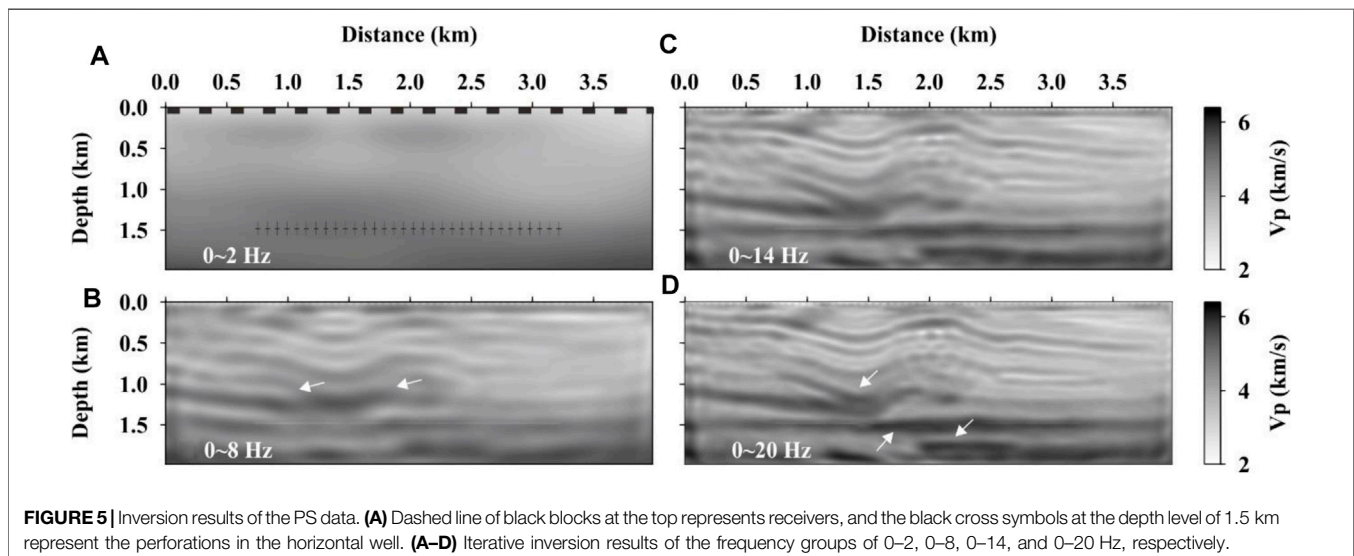 Distance (km)
A
0.0 0.5 1.0 1.5 2.0 2.5 3.0 3.5
0.0
0.5
1.0
1.5
Depth (km)
0~2 Hz
B
0.0
0.5
1.0
1.5
Depth (km)
0~8 Hz
Distance (km)
C
0.0 0.5 1.0 1.5 2.0 2.5 3.0 3.5
0~14 Hz
6
4
2
Vp (km/s)
D
0~20 Hz
6
4
2
Vp (km/s)
FIGURE 5 | Inversion results of the PS data. (A) Dashed line of black blocks at the top represents receivers, and the black cross symbols at the depth level of 1.5 km
represent the perforations in the horizontal well. (A–D) Iterative inversion results of the frequency groups of 0–2, 0–8, 0–14, and 0–20 Hz, respectively.